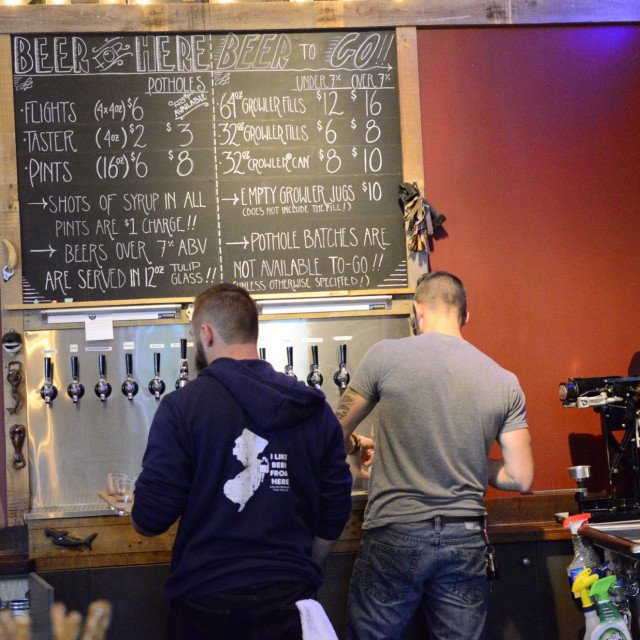 BEER HERE
POTHOLES
FLIGHTS (4x4oz) $6
TASTER (4oz) $2 $3
PINTS (16oz) $6 $8
→ SHOTS OF SYRUP IN ALL
PINTS ARE $1 CHARGE!!
→ BEERS OVER 7% ABV
ARE SERVED IN 12oz TULIP GLASS!!
BEER TO GO!
UNDER 7% OVER 7%
64oz GROWLER FILLS $12 $16
32oz GROWLER FILLS $6 $8
32oz CROWLER® CAN $8 $10
→ EMPTY GROWLER JUGS $10
(DOES NOT INCLUDE THE FILL!)
→ POTHOLE BATCHES ARE
NOT AVAILABLE TO-GO!!
(UNLESS OTHERWISE SPECIFIED!)
I LIKE
BEER
FROM
HERE